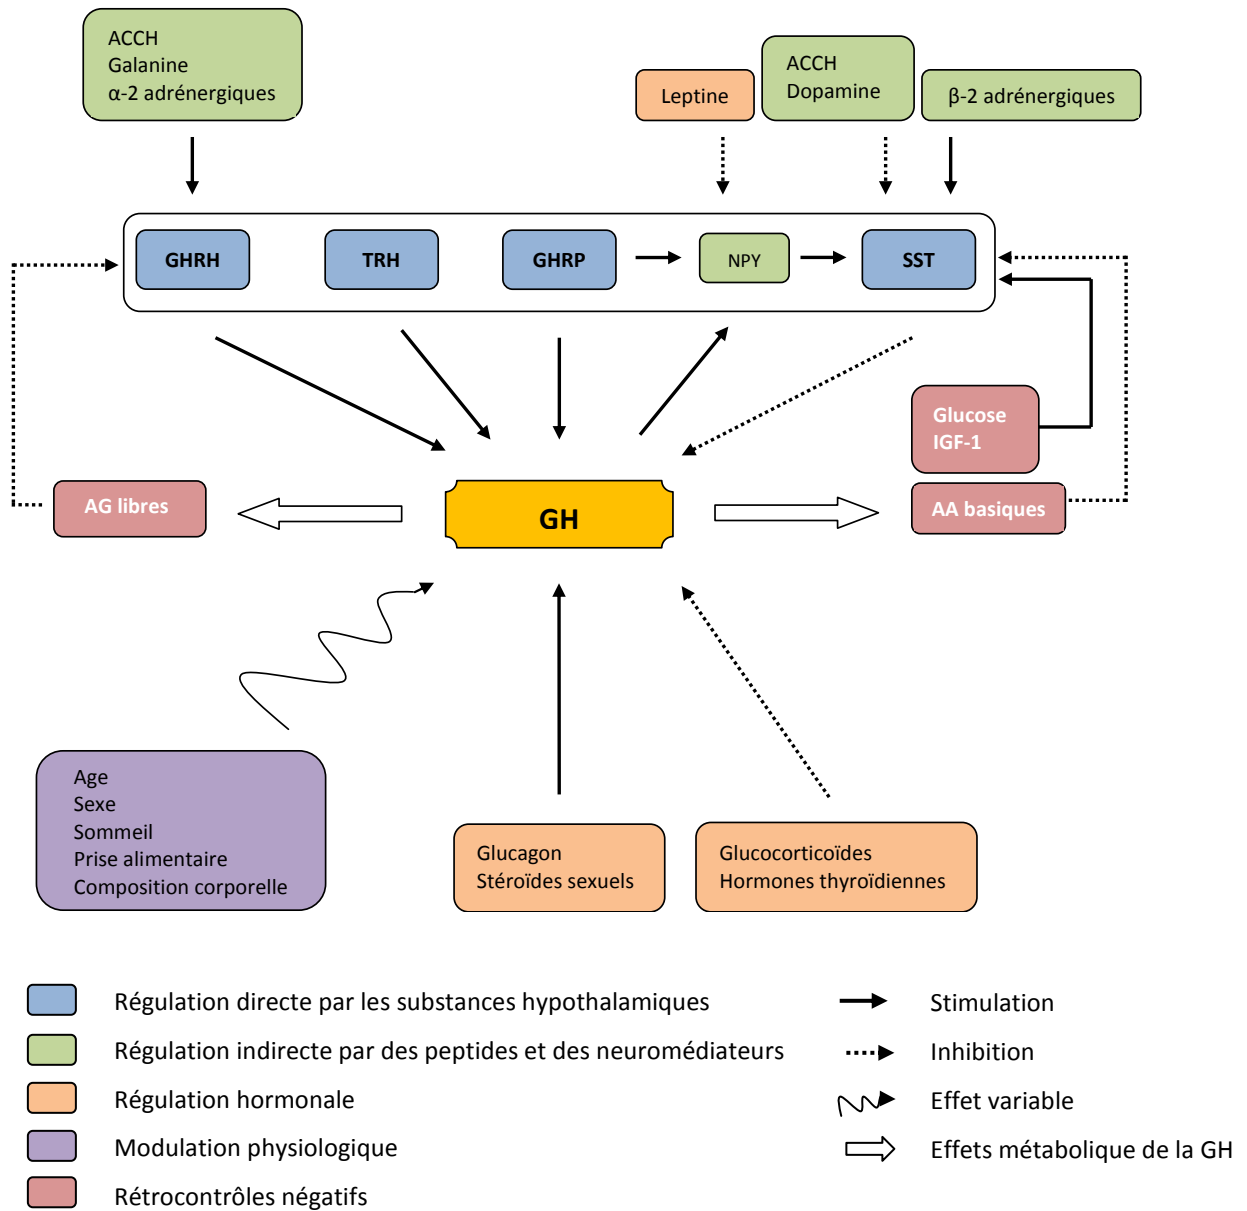 ACCH
Galanine
α-2 adrénergiques
Leptine
ACCH
Dopamine
β-2 adrénergiques
GHRH
TRH
GHRP
NPY
SST
Glucose
IGF-1
AG libres
GH
AA basiques
Age
Sexe
Sommeil
Prise alimentaire
Composition corporelle
Glucagon
Stéroïdes sexuels
Glucocorticoïdes
Hormones thyroïdiennes
Régulation directe par les substances hypothalamiques
Régulation indirecte par des peptides et des neuromédiateurs
Régulation hormonale
Modulation physiologique
Rétrocontrôles négatifs
Stimulation
Inhibition
Effet variable
Effets métabolique de la GH